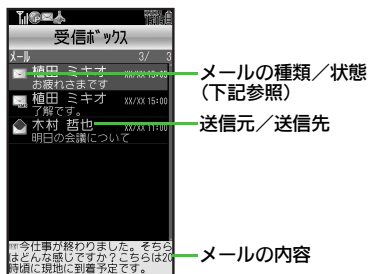 受信ボックス
メール 3/ 3
植田 ミキオ XX/XX 15:00
お疲れさまです
植田 ミキオ XX/XX 15:00
了解です。
木村 哲也 XX/XX 11:00
明日の会議について
今仕事が終わりました。そちら
はどんな感じですか？こちらは20
時頃に現地に到着予定です。
メールの種類／状態
（下記参照）
送信元／送信先
メールの内容